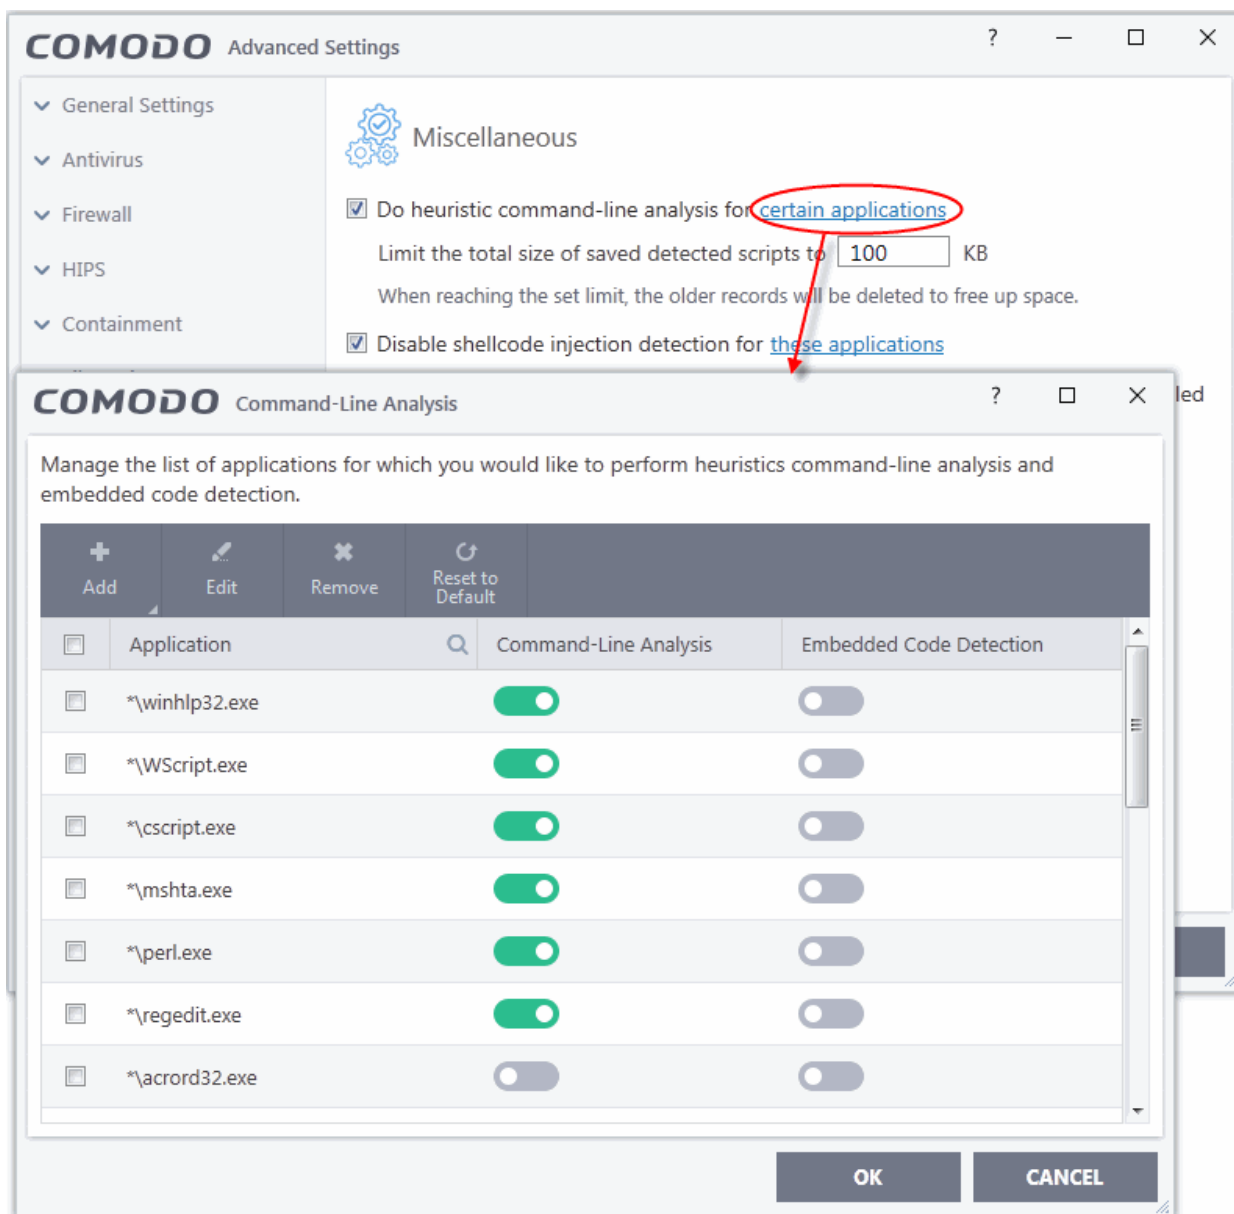 COMODO Advanced Settings
?
General Settings
Antivirus
Firewall
HIPS
Containment
Miscellaneous
Do heuristic command-line analysis for certain applications
Limit the total size of saved detected scripts to 100 KB
When reaching the set limit, the older records will be deleted to free up space.
Disable shellcode injection detection for these applications
led
COMODO Command-Line Analysis
?
Manage the list of applications for which you would like to perform heuristics command-line analysis and
embedded code detection.
Add
Edit
Remove
Reset to
Default
Application Command-Line Analysis Embedded Code Detection
*\winhlp32.exe
*\WScript.exe
*\cscript.exe
*\mshta.exe
*\perl.exe
*\regedit.exe
*\acrord32.exe
OK
CANCEL